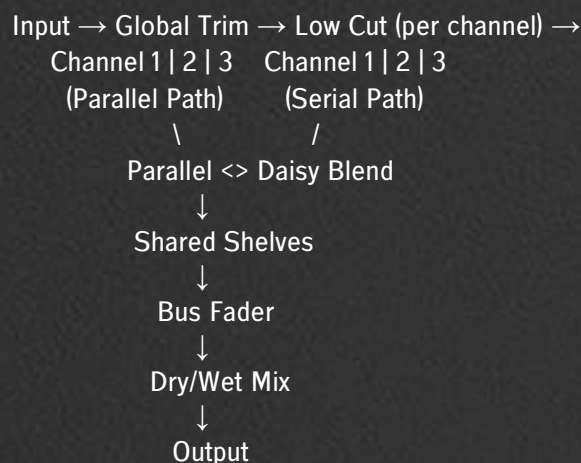 Input → Global Trim → Low Cut (per channel) →
Channel 1 | 2 | 3 Channel 1 | 2 | 3
(Parallel Path) (Serial Path)
\ /
Parallel <> Daisy Blend
↓
Shared Shelves
↓
Bus Fader
↓
Dry/Wet Mix
↓
Output